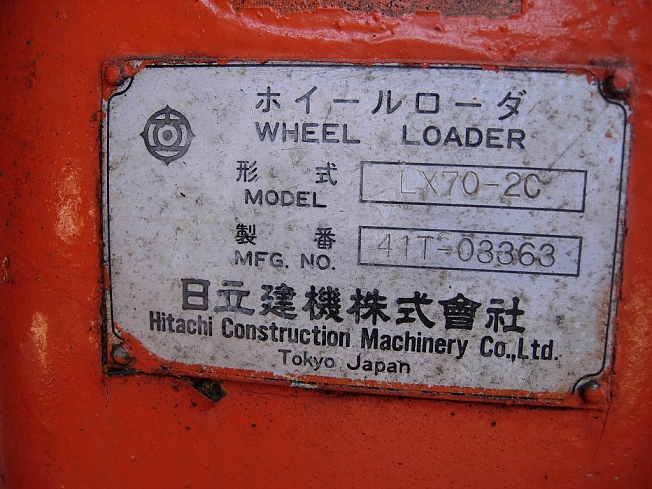 ホイールローダ
WHEEL LOADER
形式 LX70-2C
MODEL
製番 41T-03363
MFG. NO.
日立建機株式會社
Hitachi Construction Machinery Co.,Ltd.
Tokyo Japan